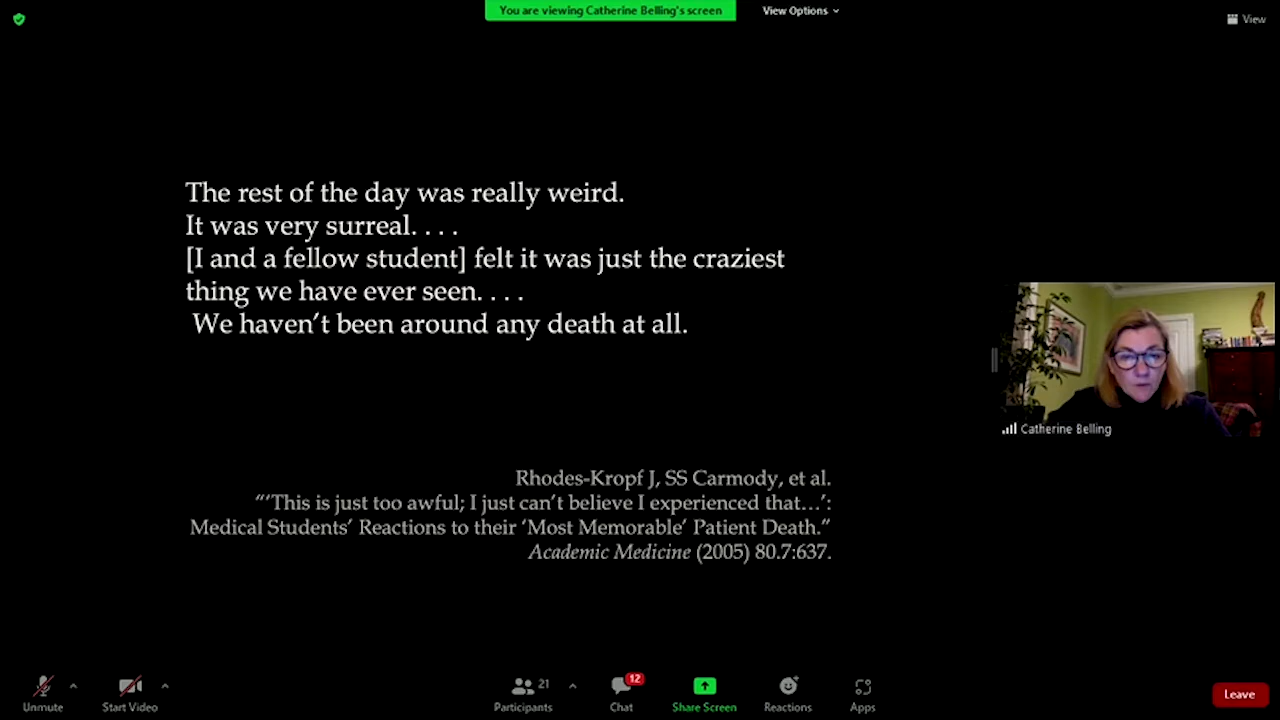 You are viewing Catherine Belling's screen
View Options
View
The rest of the day was really weird.
It was very surreal. . . .
[I and a fellow student] felt it was just the craziest
thing we have ever seen. . . .
We haven’t been around any death at all.
Catherine Belling
Rhodes-Kropf J, SS Carmody, et al.
“‘This is just too awful; I just can’t believe I experienced that…’:
Medical Students’ Reactions to their ‘Most Memorable’ Patient Death.”
Academic Medicine (2005) 80.7:637.
Unmute
Start Video
21
Participants
12
Chat
Share Screen
Reactions
Apps
Leave